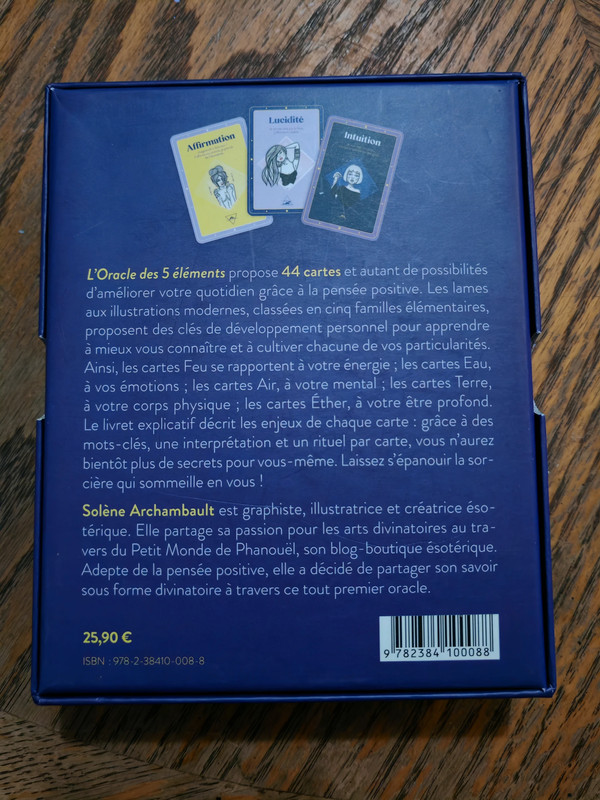 Affirmation
Lucidité
Intuition
L'Oracle des 5 éléments propose 44 cartes et autant de possibilités
d'améliorer votre quotidien grâce à la pensée positive. Les lames
aux illustrations modernes, classées en cinq familles élémentaires,
proposent des clés de développement personnel pour apprendre
à mieux vous connaître et à cultiver chacune de vos particularités.
Ainsi, les cartes Feu se rapportent à votre énergie ; les cartes Eau,
à vos émotions ; les cartes Air, à votre mental ; les cartes Terre,
à votre corps physique ; les cartes Éther, à votre être profond.
Le livret explicatif décrit les enjeux de chaque carte : grâce à des
mots-clés, une interprétation et un rituel par carte, vous n'aurez
bientôt plus de secrets pour vous-même. Laissez s'épanouir la sor-
cière qui sommeille en vous !
Solène Archambault est graphiste, illustratrice et créatrice éso-
térique. Elle partage sa passion pour les arts divinatoires au tra-
vers du Petit Monde de Phanouël, son blog-boutique ésotérique.
Adepte de la pensée positive, elle a décidé de partager son savoir
sous forme divinatoire à travers ce tout premier oracle.
25,90 €
ISBN : 978-2-38410-008-8
9 782384 100088